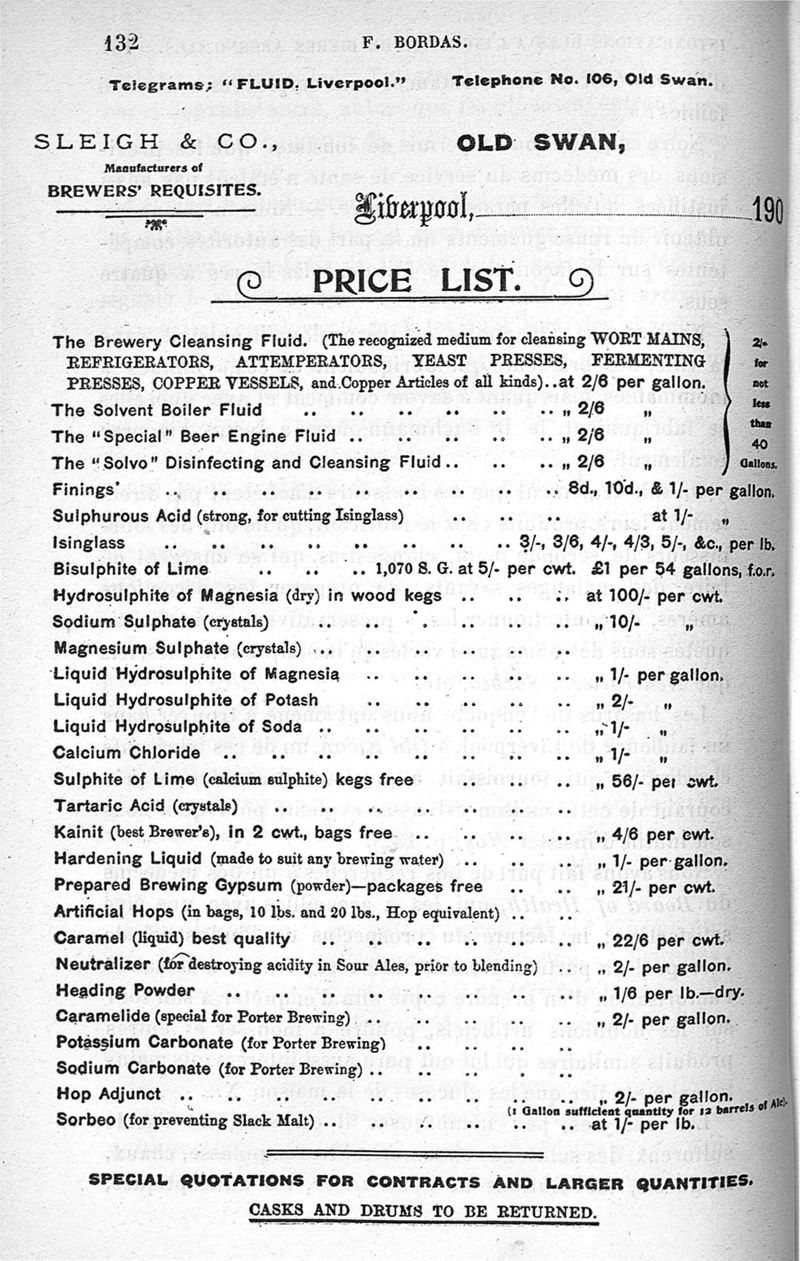 132 F. BORDAS.
Telegrams; "FLUID, Liverpool." Telephone No. 106, Old Swan.
SLEIGH & CO., OLD SWAN,
Manufacturers of
BREWERS' REQUISITES.
Liverpool, 190
PRICE LIST.
The Brewery Cleansing Fluid. (The recognized medium for cleansing WORT MAINS,
REFRIGERATORS, ATTEMPERATORS, YEAST PRESSES, FERMENTING
PRESSES, COPPER VESSELS, and Copper Articles of all kinds)..at 2/6 per gallon.
The Solvent Boiler Fluid .. .. .. .. .. .. „ 2/6 „
The "Special" Beer Engine Fluid .. .. .. .. .. „ 2/6 „
The "Solvo" Disinfecting and Cleansing Fluid .. .. .. „ 2/6 „
2/- for not less than 40 Gallons.
Finings .. .. .. .. .. .. .. .. 8d., 10d., & 1/- per gallon.
Sulphurous Acid (strong, for cutting Isinglass) .. .. .. at 1/- „
Isinglass .. .. .. .. .. .. .. 3/-, 3/6, 4/-, 4/3, 5/-, &c., per lb.
Bisulphite of Lime .. .. .. 1,070 S. G. at 5/- per cwt. £1 per 54 gallons, f.o.r.
Hydrosulphite of Magnesia (dry) in wood kegs .. .. .. at 100/- per cwt.
Sodium Sulphate (crystals) .. .. .. .. .. „ 10/- „
Magnesium Sulphate (crystals) .. .. .. .. .. ..
Liquid Hydrosulphite of Magnesia .. .. .. .. .. „ 1/- per gallon.
Liquid Hydrosulphite of Potash .. .. .. .. .. „ 2/- „
Liquid Hydrosulphite of Soda .. .. .. .. .. .. „ 1/- „
Calcium Chloride .. .. .. .. .. .. .. .. „ 1/- „
Sulphite of Lime (calcium sulphite) kegs free .. .. .. „ 56/- per cwt.
Tartaric Acid (crystals) .. .. .. .. .. .. ..
Kainit (best Brewer's), in 2 cwt., bags free .. .. .. .. „ 4/6 per cwt.
Hardening Liquid (made to suit any brewing water) .. .. .. „ 1/- per gallon.
Prepared Brewing Gypsum (powder)—packages free .. .. „ 21/- per cwt.
Artificial Hops (in bags, 10 lbs. and 20 lbs., Hop equivalent) .. ..
Caramel (liquid) best quality .. .. .. .. .. .. „ 22/6 per cwt.
Neutralizer (for destroying acidity in Sour Ales, prior to blending) .. „ 2/- per gallon.
Heading Powder .. .. .. .. .. .. .. .. „ 1/6 per lb.—dry.
Caramelide (special for Porter Brewing) .. .. .. .. .. „ 2/- per gallon.
Potassium Carbonate (for Porter Brewing) .. .. .. ..
Sodium Carbonate (for Porter Brewing) .. .. .. .. ..
Hop Adjunct .. .. .. .. .. .. .. .. .. „ 2/- per gallon.
(1 Gallon sufficient quantity for 12 barrels of Ale).
Sorbeo (for preventing Slack Malt) .. .. .. .. .. .. at 1/- per lb.
SPECIAL QUOTATIONS FOR CONTRACTS AND LARGER QUANTITIES.
CASKS AND DRUMS TO BE RETURNED.